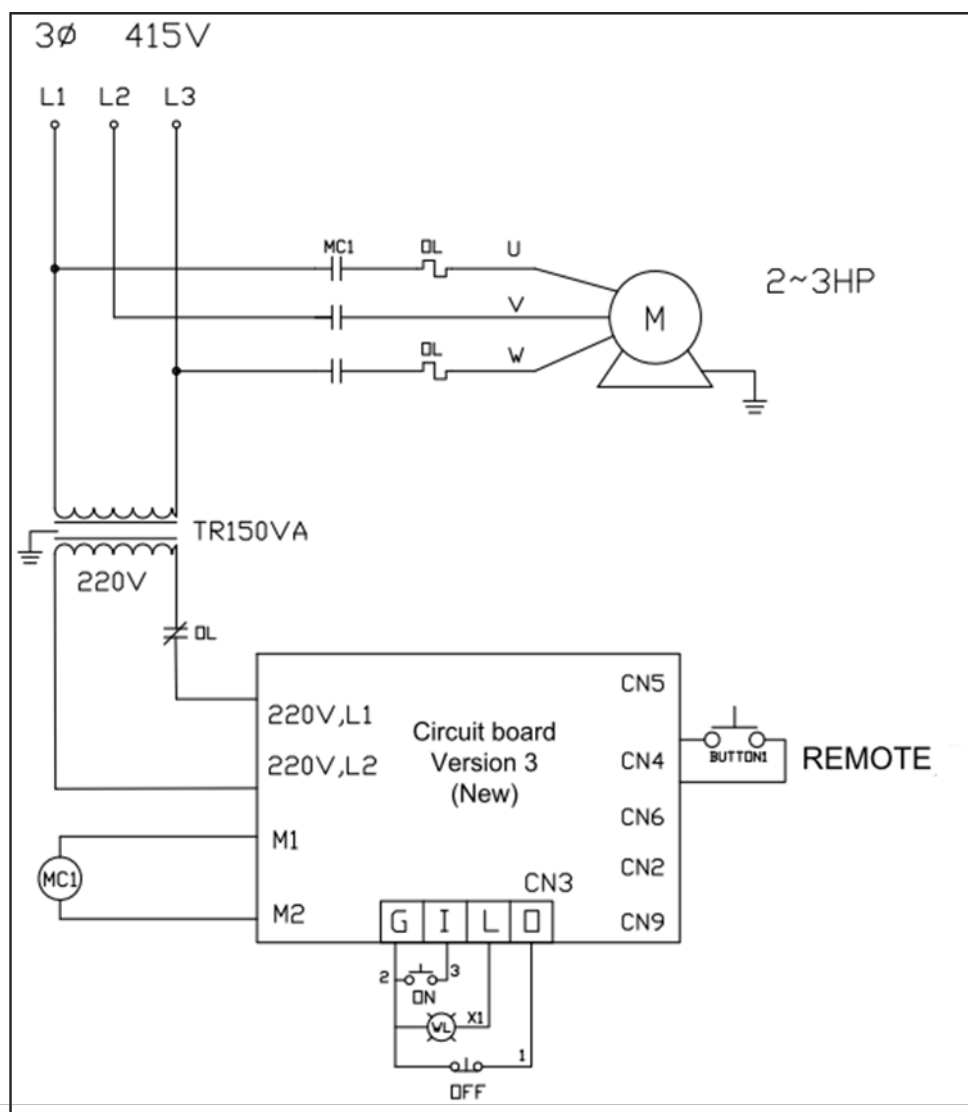 3Ø 415V
L1 L2 L3
MC1 OL U
V
OL W
M
2~3HP
TR150VA
220V
OL
220V,L1
220V,L2
M1
M2
MC1
Circuit board
Version 3
(New)
CN5
CN4
CN6
CN2
CN9
CN3
BUTTON1
REMOTE
G I L O
2 3
ON
WL X1
1
OFF